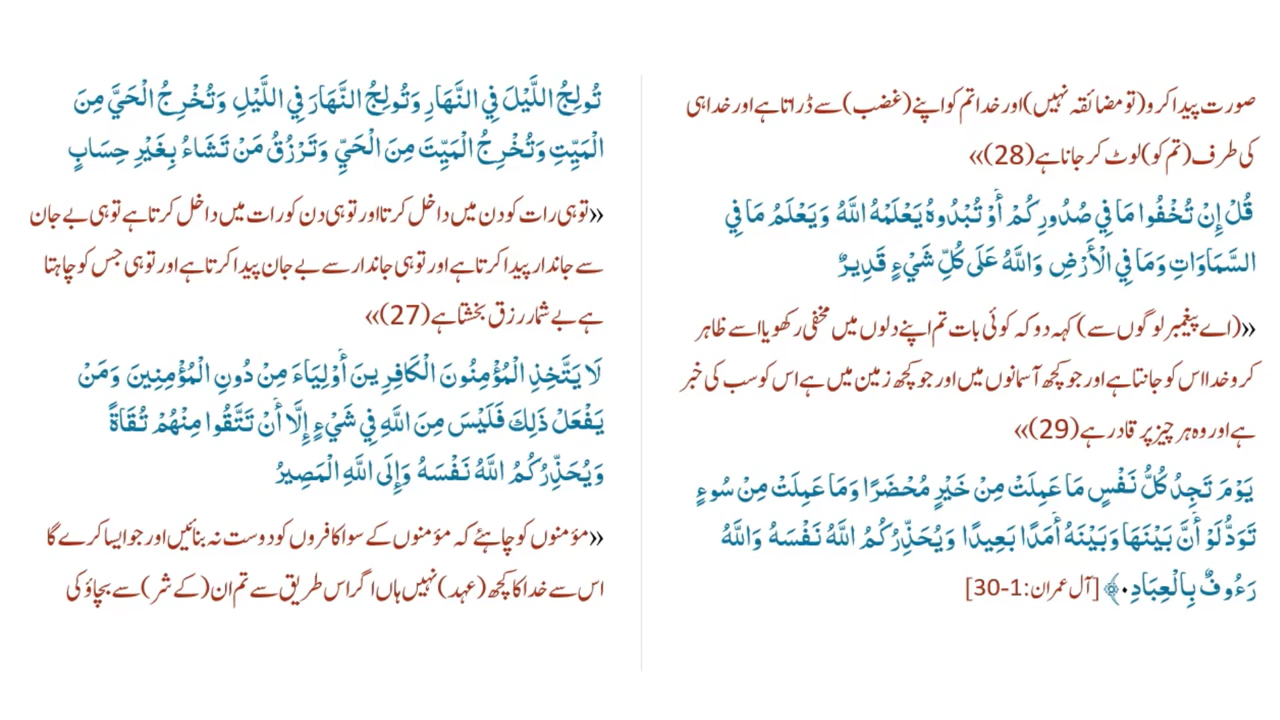 تُولِجُ اللَّيْلَ فِي النَّهَارِ وَتُولِجُ النَّهَارَ فِي اللَّيْلِ وَتُخْرِجُ الْحَيَّ مِنَ
الْمَيِّتِ وَتُخْرِجُ الْمَيِّتَ مِنَ الْحَيِّ وَتَرْزُقُ مَنْ تَشَاءُ بِغَيْرِ حِسَابٍ
«توہی رات کو دن میں داخل کرتا اور توہی دن کو رات میں داخل کرتا ہے توہی بے جان
سے جاندار پیدا کرتا ہے اور توہی جاندار سے بے جان پیدا کرتا ہے اور توہی جس کو چاہتا
ہے بے شمار رزق بخشتا ہے (27)»
لَا يَتَّخِذِ الْمُؤْمِنُونَ الْكَافِرِينَ أَوْلِيَاءَ مِنْ دُونِ الْمُؤْمِنِينَ وَمَنْ
يَفْعَلْ ذَلِكَ فَلَيْسَ مِنَ اللَّهِ فِي شَيْءٍ إِلَّا أَنْ تَتَّقُوا مِنْهُمْ تُقَاةً
وَيُحَذِّرُكُمُ اللَّهُ نَفْسَهُ وَإِلَى اللَّهِ الْمَصِيرُ
«مؤمنوں کو چاہئے کہ مؤمنوں کے سوا کافروں کو دوست نہ بنائیں اور جو ایسا کرے گا
اس سے خدا کا کچھ (عہد) نہیں ہاں اگر اس طریق سے تم ان (کے شر) سے بچاؤ کی
صورت پیدا کرو (تو مضائقہ نہیں) اور خدا تم کو اپنے (غضب) سے ڈراتا ہے اور خدا ہی
کی طرف (تم کو) لوٹ کر جانا ہے (28)»
قُلْ إِنْ تُخْفُوا مَا فِي صُدُورِكُمْ أَوْ تُبْدُوهُ يَعْلَمْهُ اللَّهُ وَيَعْلَمُ مَا فِي
السَّمَاوَاتِ وَمَا فِي الْأَرْضِ وَاللَّهُ عَلَى كُلِّ شَيْءٍ قَدِيرٌ
«(اے پیغمبر لوگوں سے) کہہ دو کہ کوئی بات تم اپنے دلوں میں مخفی رکھو یا اسے ظاہر
کرو خدا اس کو جانتا ہے اور جو کچھ آسمانوں میں اور جو کچھ زمین میں ہے اس کو سب کی خبر
ہے اور وہ ہر چیز پر قادر ہے (29)»
يَوْمَ تَجِدُ كُلُّ نَفْسٍ مَا عَمِلَتْ مِنْ خَيْرٍ مُحْضَرًا وَمَا عَمِلَتْ مِنْ سُوءٍ
تَوَدُّ لَوْ أَنَّ بَيْنَهَا وَبَيْنَهُ أَمَدًا بَعِيدًا وَيُحَذِّرُكُمُ اللَّهُ نَفْسَهُ وَاللَّهُ
رَءُوفٌ بِالْعِبَادِ۰﴾ [آل عمران:1-30]